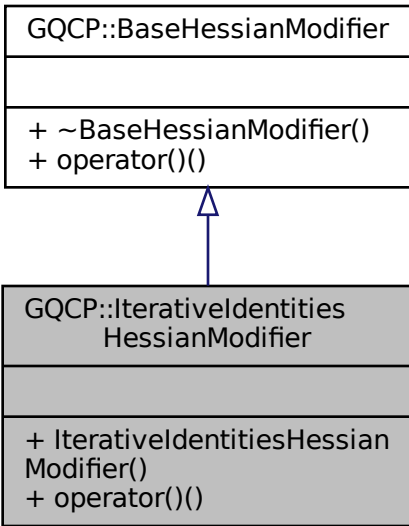 GQCP::BaseHessianModifier
+ ~BaseHessianModifier()
+ operator()()
GQCP::IterativeIdentities
HessianModifier
+ IterativeIdentitiesHessian
Modifier()
+ operator()()